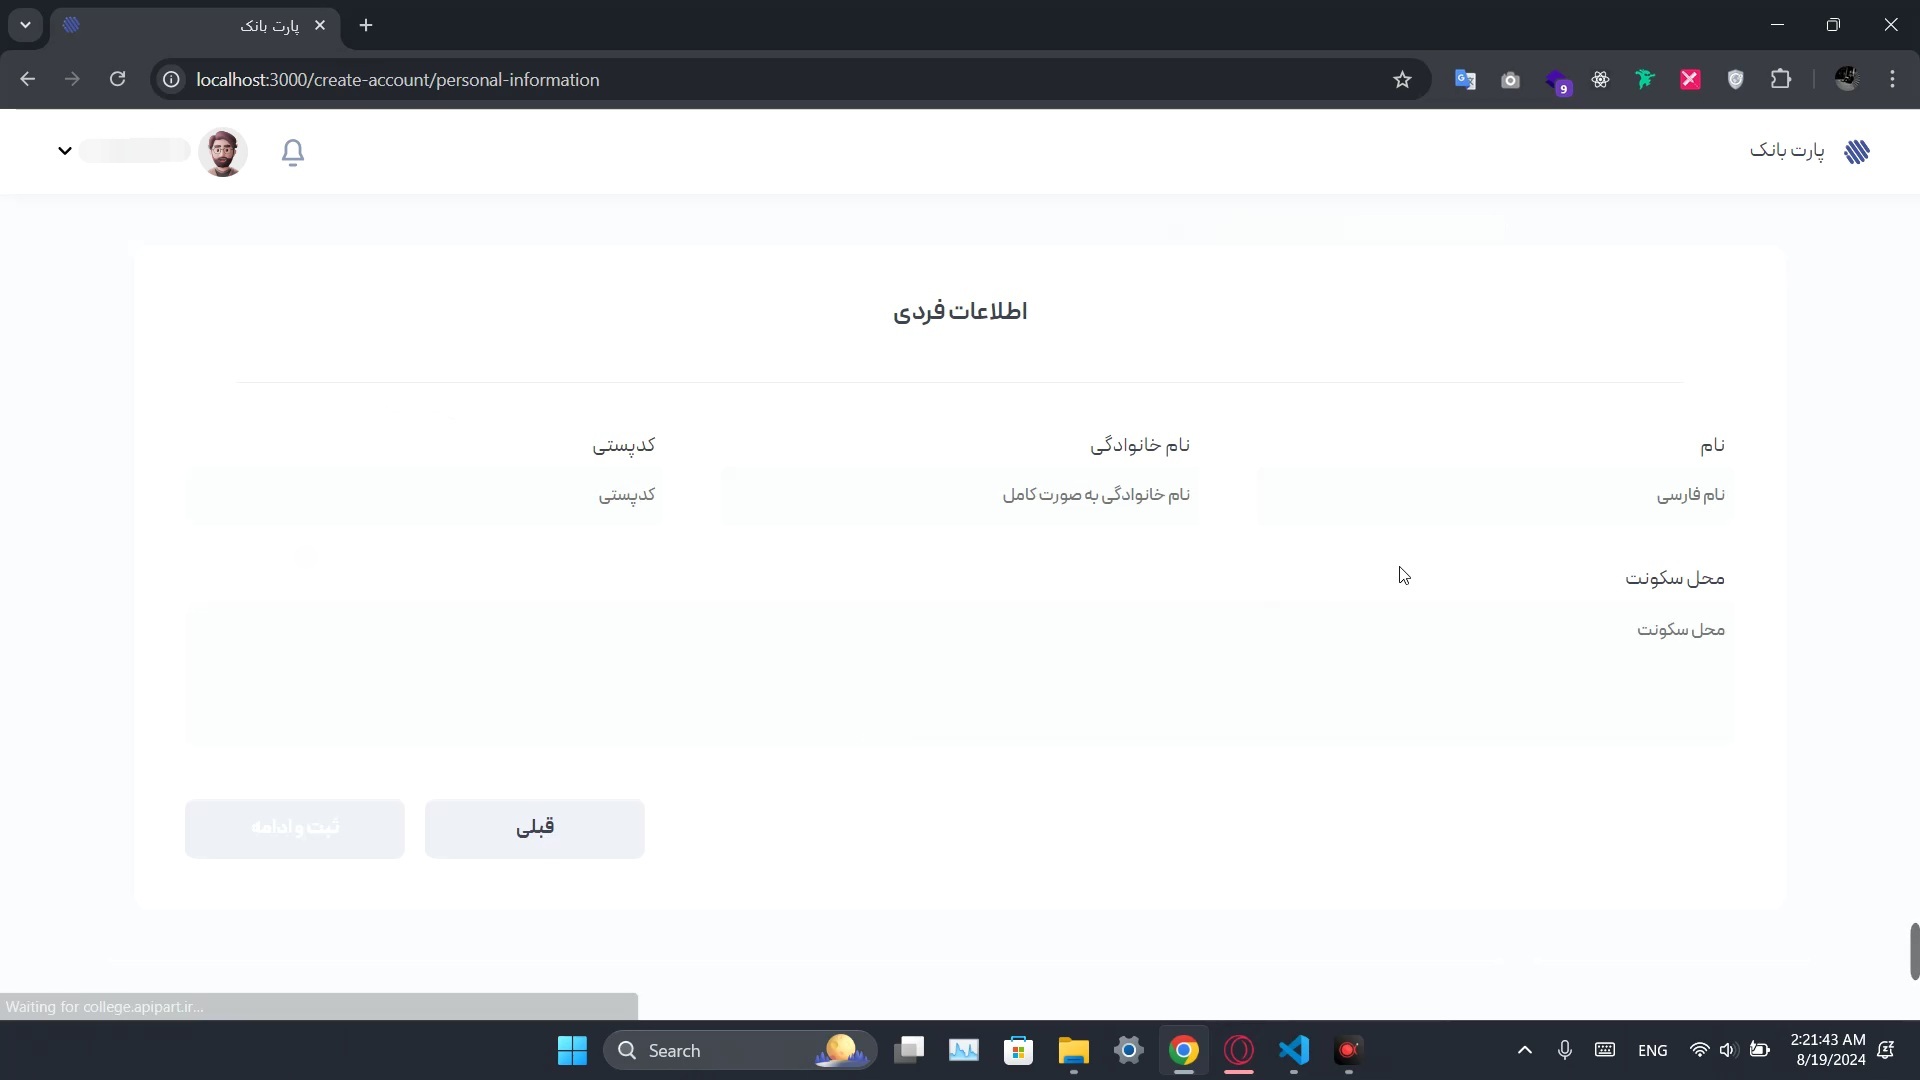 پارت بانک
localhost:3000/create-account/personal-information
9
پارت بانک
اطلاعات فردی
نام
نام خانوادگی
کدپستی
نام فارسی
نام خانوادگی به صورت کامل
کدپستی
محل سکونت
محل سکونت
قبلی
ثبت و ادامه
Waiting for college.apipart.ir...
Search
ENG
2:21:43 AM
8/19/2024